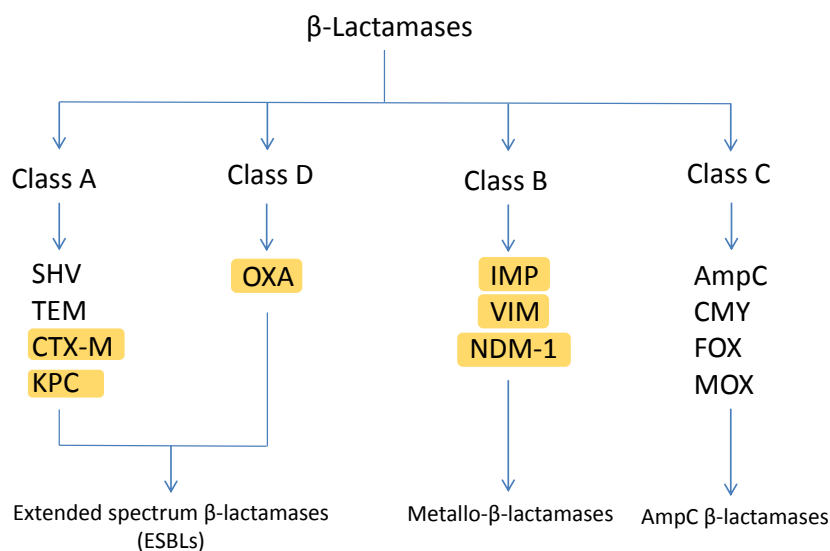 β-Lactamases
Class A
Class D
Class B
Class C
SHV
TEM
CTX-M
KPC
OXA
IMP
VIM
NDM-1
AmpC
CMY
FOX
MOX
Extended spectrum β-lactamases
(ESBLs)
Metallo-β-lactamases
AmpC β-lactamases